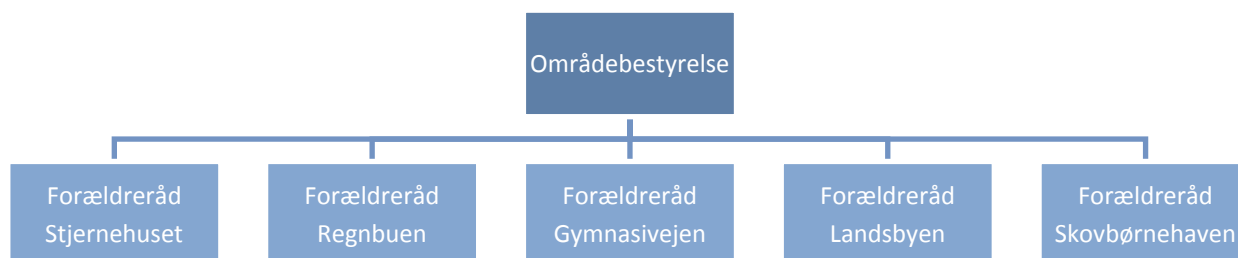 Områdebestyrelse
Forældreråd
Stjernehuset
Forældreråd
Regnbuen
Forældreråd
Gymnasivejen
Forældreråd
Landsbyen
Forældreråd
Skovbørnehaven